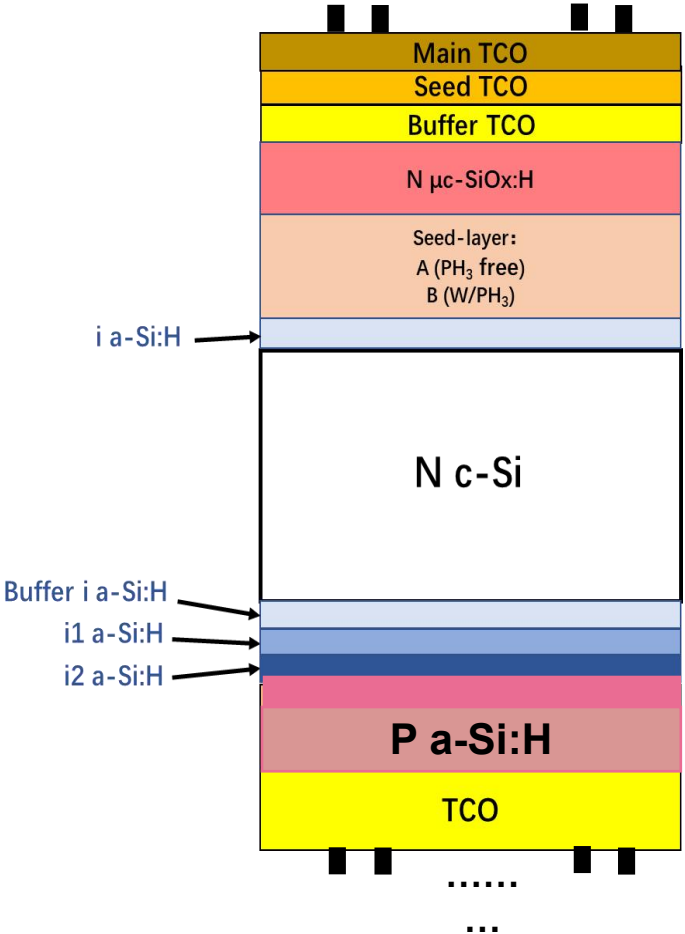 Main TCO
Seed TCO
Buffer TCO
N μc-SiOx:H
Seed-layer:
A (PH₃ free)
B (W/PH₃)
i a-Si:H
N c-Si
Buffer i a-Si:H
i1 a-Si:H
i2 a-Si:H
P a-Si:H
TCO
......
...